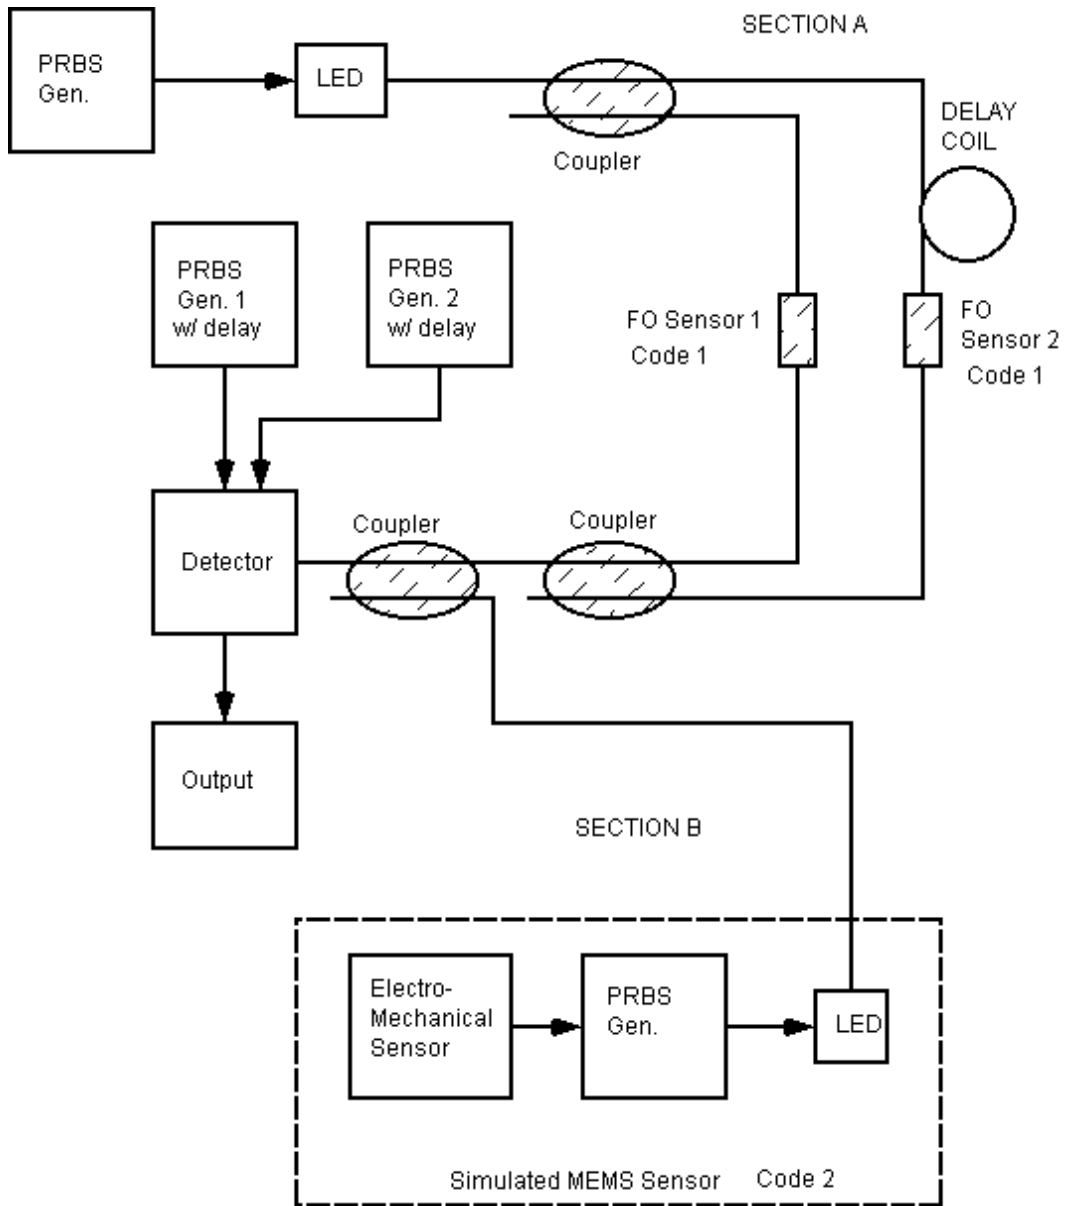 SECTION A
PRBS
Gen.
LED
Coupler
DELAY
COIL
PRBS
Gen. 1
w/ delay
PRBS
Gen. 2
w/ delay
FO Sensor 1
Code 1
FO
Sensor 2
Code 1
Coupler
Coupler
Detector
Output
SECTION B
Electro-
Mechanical
Sensor
PRBS
Gen.
LED
Simulated MEMS Sensor
Code 2